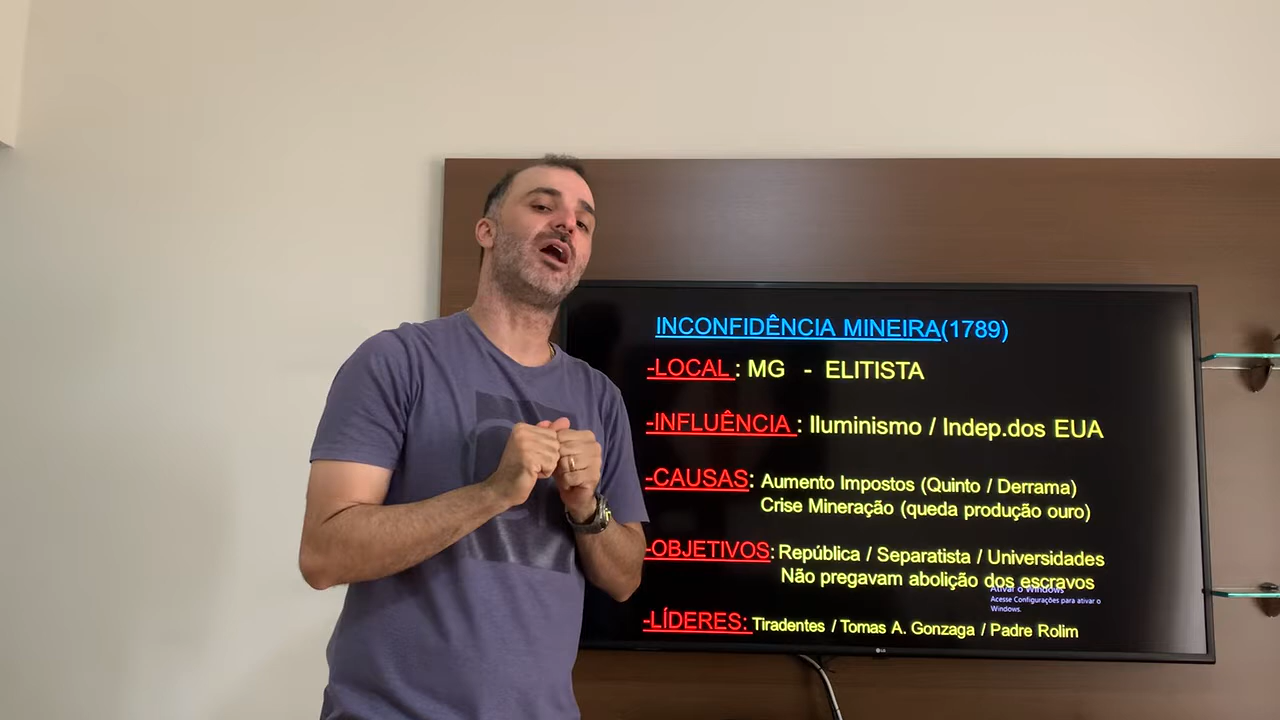 INCONFIDÊNCIA MINEIRA(1789)
-LOCAL : MG - ELITISTA
-INFLUÊNCIA : Iluminismo / Indep.dos EUA
-CAUSAS: Aumento Impostos (Quinto / Derrama)
Crise Mineração (queda produção ouro)
-OBJETIVOS: República / Separatista / Universidades
Não pregavam abolição dos escravos
Ativar o Windows
Acesse Configurações para ativar o
Windows.
-LÍDERES: Tiradentes / Tomas A. Gonzaga / Padre Rolim
LG